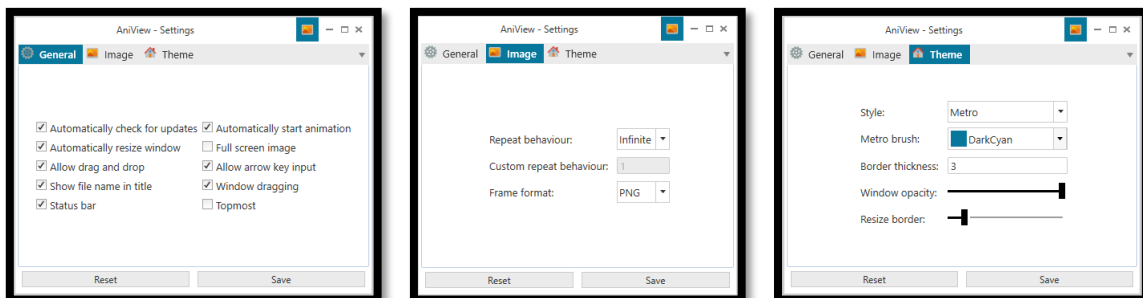 AniView - Settings
General Image Theme
Automatically check for updates Automatically start animation
Automatically resize window Full screen image
Allow drag and drop Allow arrow key input
Show file name in title Window dragging
Status bar Topmost
Reset Save
AniView - Settings
General Image Theme
Repeat behaviour: Infinite
Custom repeat behaviour: 1
Frame format: PNG
Reset Save
AniView - Settings
General Image Theme
Style: Metro
Metro brush: DarkCyan
Border thickness: 3
Window opacity:
Resize border:
Reset Save